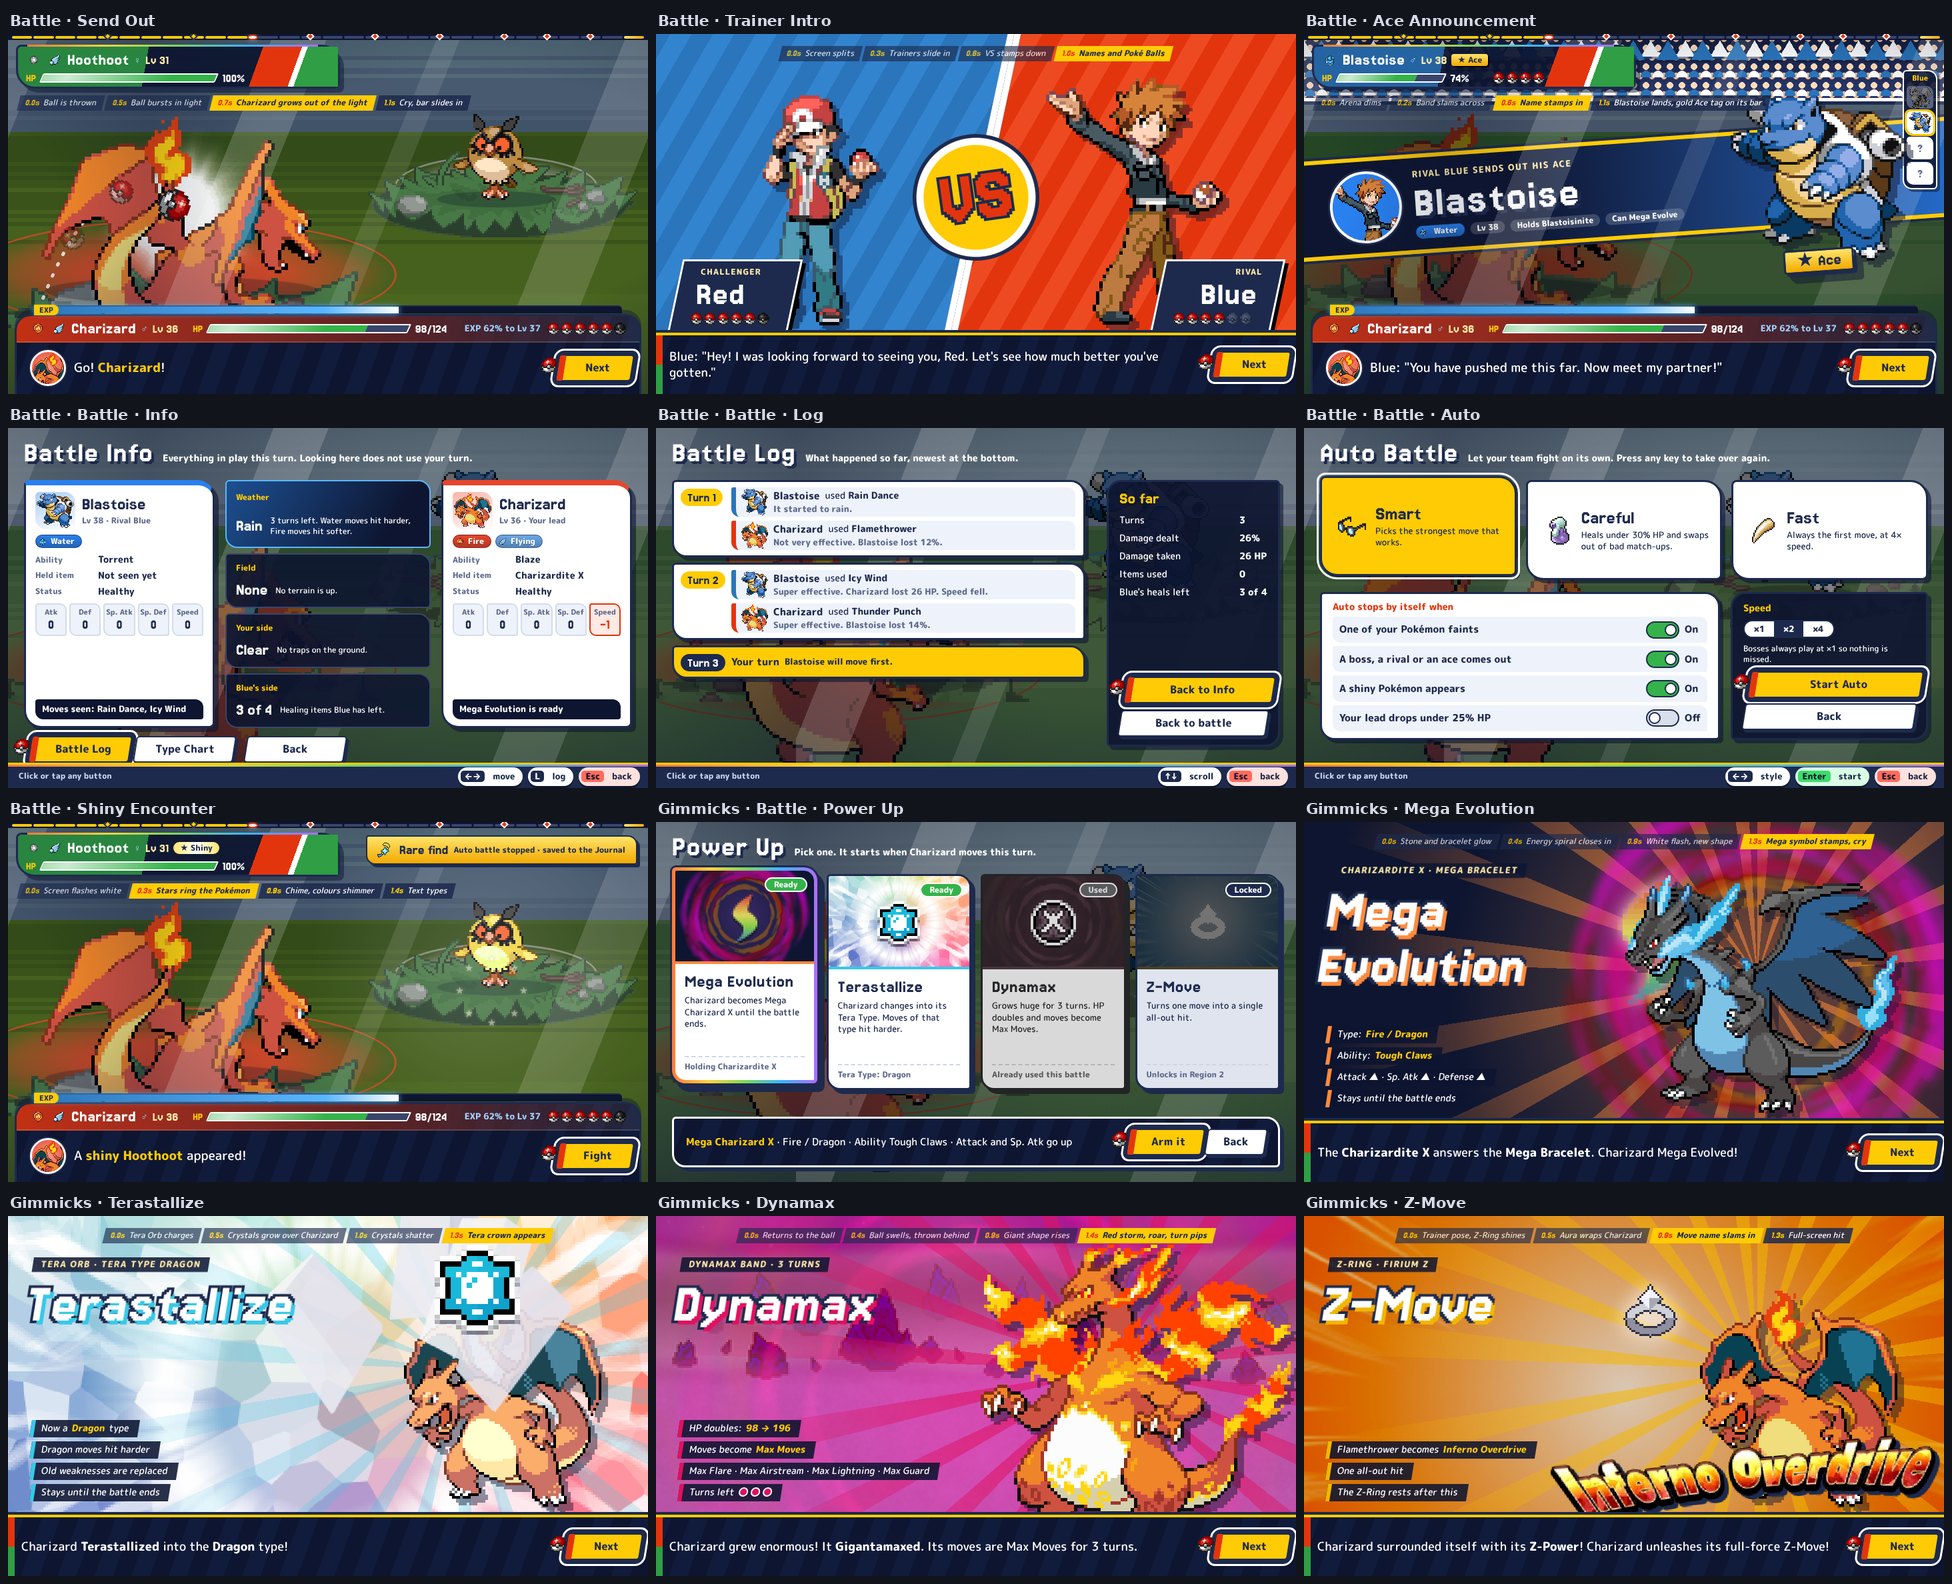 Battle · Send Out
Hoothoot ♀ Lv 31
HP 100%
0.0s Ball is thrown
0.5s Ball bursts in light
0.7s Charizard grows out of the light
1.1s Cry, bar slides in
EXP
Charizard ♂ Lv 36 HP 98/124 EXP 62% to Lv 37
Go! Charizard!
Next
Battle · Trainer Intro
0.0s Screen splits
0.3s Trainers slide in
0.8s VS stamps down
1.0s Names and Poké Balls
VS
CHALLENGER
Red
RIVAL
Blue
Blue: "Hey! I was looking forward to seeing you, Red. Let's see how much better you've
gotten."
Next
Battle · Ace Announcement
Blastoise ♂ Lv 38 ★ Ace
74%
Blue
?
?
0.0s Arena dims
0.2s Band slams across
0.8s Name stamps in
1.1s Blastoise lands, gold Ace tag on its bar
RIVAL BLUE SENDS OUT HIS ACE
Blastoise
Water Lv 38 Holds Blastoisinite Can Mega Evolve
★ Ace
EXP
Charizard ♂ Lv 36 HP 98/124 EXP 62% to Lv 37
Blue: "You have pushed me this far. Now meet my partner!"
Next
Battle · Battle · Info
Battle Info Everything in play this turn. Looking here does not use your turn.
Blastoise
Lv 38 · Rival Blue
Water
Ability Torrent
Held item Not seen yet
Status Healthy
Atk Def Sp. Atk Sp. Def Speed
0 0 0 0 0
Moves seen: Rain Dance, Icy Wind
Weather
Rain 3 turns left. Water moves hit harder,
Fire moves hit softer.
Field
None No terrain is up.
Your side
Clear No traps on the ground.
Blue's side
3 of 4 Healing items Blue has left.
Charizard
Lv 36 · Your lead
Fire Flying
Ability Blaze
Held item Charizardite X
Status Healthy
Atk Def Sp. Atk Sp. Def Speed
0 0 0 0 −1
Mega Evolution is ready
Battle Log Type Chart Back
Click or tap any button
←→ move L log Esc back
Battle · Battle · Log
Battle Log What happened so far, newest at the bottom.
Turn 1
Blastoise used Rain Dance
It started to rain.
Charizard used Flamethrower
Not very effective. Blastoise lost 12%.
Turn 2
Blastoise used Icy Wind
Super effective. Charizard lost 26 HP. Speed fell.
Charizard used Thunder Punch
Super effective. Blastoise lost 14%.
Turn 3 Your turn Blastoise will move first.
So far
Turns 3
Damage dealt 26%
Damage taken 26 HP
Items used 0
Blue's heals left 3 of 4
Back to Info
Back to battle
Click or tap any button
↑↓ scroll Esc back
Battle · Battle · Auto
Auto Battle Let your team fight on its own. Press any key to take over again.
Smart
Picks the strongest move that
works.
Careful
Heals under 30% HP and swaps
out of bad match-ups.
Fast
Always the first move, at 4×
speed.
Auto stops by itself when
One of your Pokémon faints On
A boss, a rival or an ace comes out On
A shiny Pokémon appears On
Your lead drops under 25% HP Off
Speed
×1 ×2 ×4
Bosses always play at ×1 so nothing is
missed.
Start Auto
Back
Click or tap any button
←→ style Enter start Esc back
Battle · Shiny Encounter
Hoothoot ♀ Lv 31 ★ Shiny
HP 100%
Rare find Auto battle stopped · saved to the Journal
0.0s Screen flashes white
0.3s Stars ring the Pokémon
0.9s Chime, colours shimmer
1.4s Text types
EXP
Charizard ♂ Lv 36 HP 98/124 EXP 62% to Lv 37
A shiny Hoothoot appeared!
Fight
Gimmicks · Battle · Power Up
Power Up Pick one. It starts when Charizard moves this turn.
Ready
Mega Evolution
Charizard becomes Mega
Charizard X until the battle
ends.
Holding Charizardite X
Ready
Terastallize
Charizard changes into its
Tera Type. Moves of that
type hit harder.
Tera Type: Dragon
Used
Dynamax
Grows huge for 3 turns. HP
doubles and moves become
Max Moves.
Already used this battle
Locked
Z-Move
Turns one move into a single
all-out hit.
Unlocks in Region 2
Mega Charizard X · Fire / Dragon · Ability Tough Claws · Attack and Sp. Atk go up
Arm it Back
Gimmicks · Mega Evolution
0.0s Stone and bracelet glow
0.4s Energy spiral closes in
0.9s White flash, new shape
1.3s Mega symbol stamps, cry
CHARIZARDITE X · MEGA BRACELET
Mega
Evolution
Type: Fire / Dragon
Ability: Tough Claws
Attack ▲ · Sp. Atk ▲ · Defense ▲
Stays until the battle ends
The Charizardite X answers the Mega Bracelet. Charizard Mega Evolved!
Next
Gimmicks · Terastallize
0.0s Tera Orb charges
0.5s Crystals grow over Charizard
1.0s Crystals shatter
1.3s Tera crown appears
TERA ORB · TERA TYPE DRAGON
Terastallize
Now a Dragon type
Dragon moves hit harder
Old weaknesses are replaced
Stays until the battle ends
Charizard Terastallized into the Dragon type!
Next
Gimmicks · Dynamax
0.0s Returns to the ball
0.4s Ball swells, thrown behind
0.9s Giant shape rises
1.4s Red storm, roar, turn pips
DYNAMAX BAND · 3 TURNS
Dynamax
HP doubles: 98 → 196
Moves become Max Moves
Max Flare · Max Airstream · Max Lightning · Max Guard
Turns left
Charizard grew enormous! It Gigantamaxed. Its moves are Max Moves for 3 turns.
Next
Gimmicks · Z-Move
0.0s Trainer pose, Z-Ring shines
0.5s Aura wraps Charizard
0.9s Move name slams in
1.3s Full-screen hit
Z-RING · FIRIUM Z
Z-Move
Flamethrower becomes Inferno Overdrive
One all-out hit
The Z-Ring rests after this
Inferno Overdrive
Charizard surrounded itself with its Z-Power! Charizard unleashes its full-force Z-Move!
Next